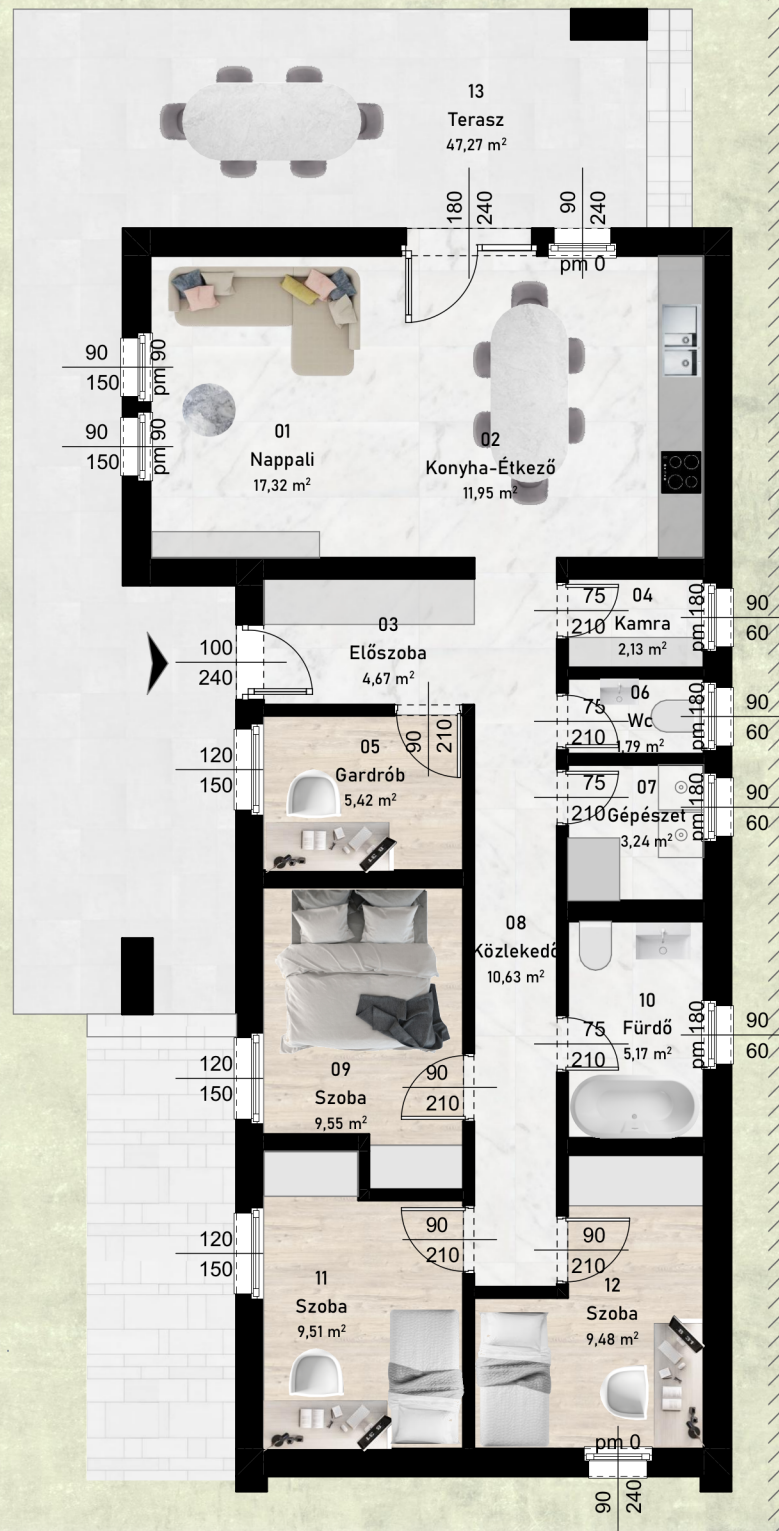 13
Terasz
47,27 m²
180
240
90
240
pm 0
90
150
pm 90
90
150
pm 90
01
Nappali
17,32 m²
02
Konyha-Étkező
11,95 m²
03
Előszoba
4,67 m²
75
210
04
Kamra
2,13 m²
pm 180
90
60
100
240
75
210
06
Wc
1,79 m²
pm 180
90
60
90
210
120
150
05
Gardrób
5,42 m²
75
210
07
Gépészet
3,24 m²
pm 180
90
60
08
Közlekedő
10,63 m²
10
Fürdő
5,17 m²
75
210
pm 180
90
60
120
150
09
Szoba
9,55 m²
90
210
120
150
90
210
90
210
11
Szoba
9,51 m²
12
Szoba
9,48 m²
pm 0
90
240